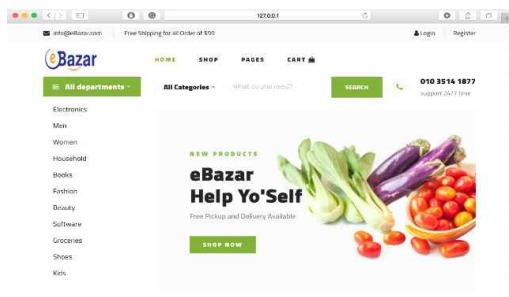 127.0.0.1
info@eBazar.com Free Shipping for all Order of $99 Login Register
eBazar HOME SHOP PAGES CART
All departments All Categories What do you need? SEARCH 010 3514 1877
support 24/7 time
Electronics
Men
Women
Household
Books
Fashion
Beauty
Software
Groceries
Shoes
Kids
NEW PRODUCTS
eBazar
Help Yo'Self
Free Pickup and Delivery Available
SHOP NOW